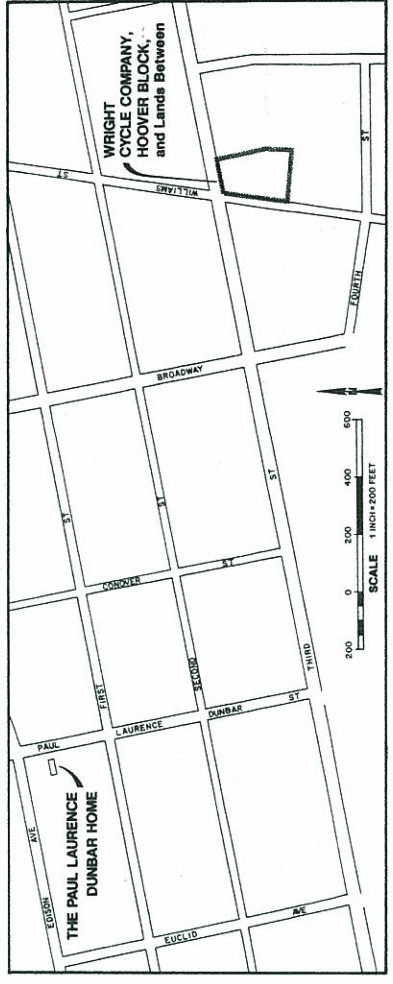 WRIGHT
CYCLE COMPANY,
HOOVER BLOCK,
and Lands Between
ST
WILLIAMS
ST
FOURTH
BROADWAY
ST
ST
ST
CONOVER
ST
FIRST
SECOND
THIRD
PAUL
LAURENCE
DUNBAR
ST
THE PAUL LAURENCE
DUNBAR HOME
EDISON
AVE
EUCLID
AVE
N
200 0 200 400 600
SCALE 1 INCH = 200 FEET